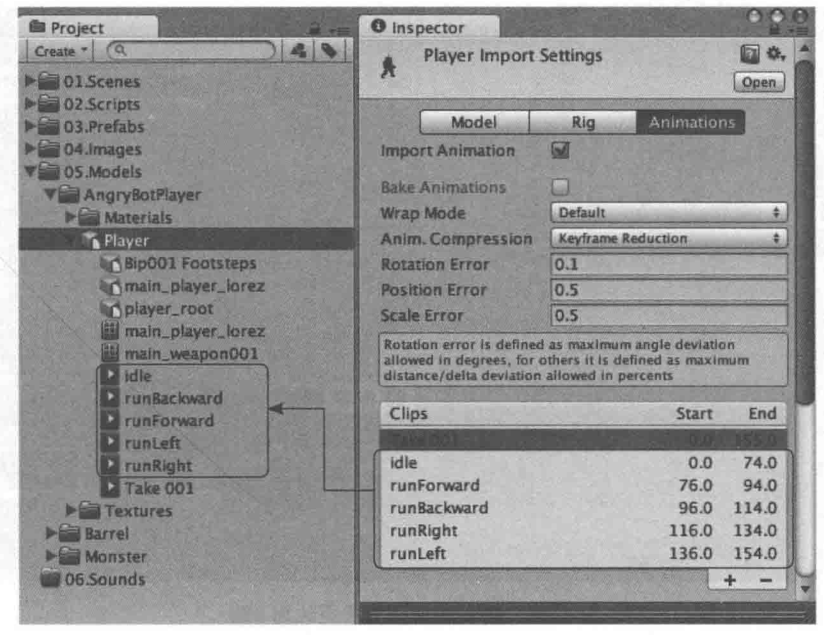 Project
Create
01.Scenes
02.Scripts
03.Prefabs
04.Images
05.Models
AngryBotPlayer
Materials
Player
Bip001 Footsteps
main_player_lorez
player_root
main_player_lorez
main_weapon001
idle
runBackward
runForward
runLeft
runRight
Take 001
Textures
Barrel
Monster
06.Sounds
Inspector
Player Import Settings
Open
Model Rig Animations
Import Animation
Bake Animations
Wrap Mode Default
Anim. Compression Keyframe Reduction
Rotation Error 0.1
Position Error 0.5
Scale Error 0.5
Rotation error is defined as maximum angle deviation
allowed in degrees, for others it is defined as maximum
distance/delta deviation allowed in percents
Clips Start End
Take 001 0.0 155.0
idle 0.0 74.0
runForward 76.0 94.0
runBackward 96.0 114.0
runRight 116.0 134.0
runLeft 136.0 154.0
+ −